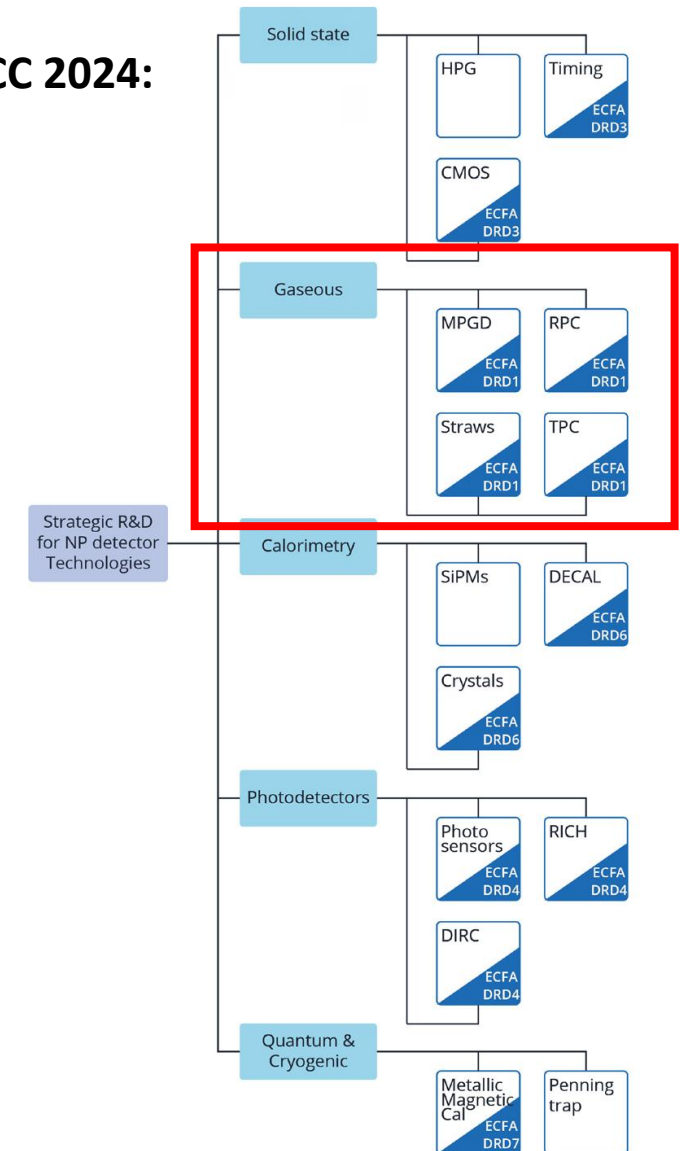 CC 2024:
Solid state
HPG
Timing
ECFA
DRD3
CMOS
ECFA
DRD3
Gaseous
MPGD
ECFA
DRD1
RPC
ECFA
DRD1
Straws
ECFA
DRD1
TPC
ECFA
DRD1
Strategic R&D
for NP detector
Technologies
Calorimetry
SiPMs
DECAL
ECFA
DRD6
Crystals
ECFA
DRD6
Photodetectors
Photo
sensors
ECFA
DRD4
RICH
ECFA
DRD4
DIRC
ECFA
DRD4
Quantum &
Cryogenic
Metallic
Magnetic
Cal
ECFA
DRD7
Penning
trap